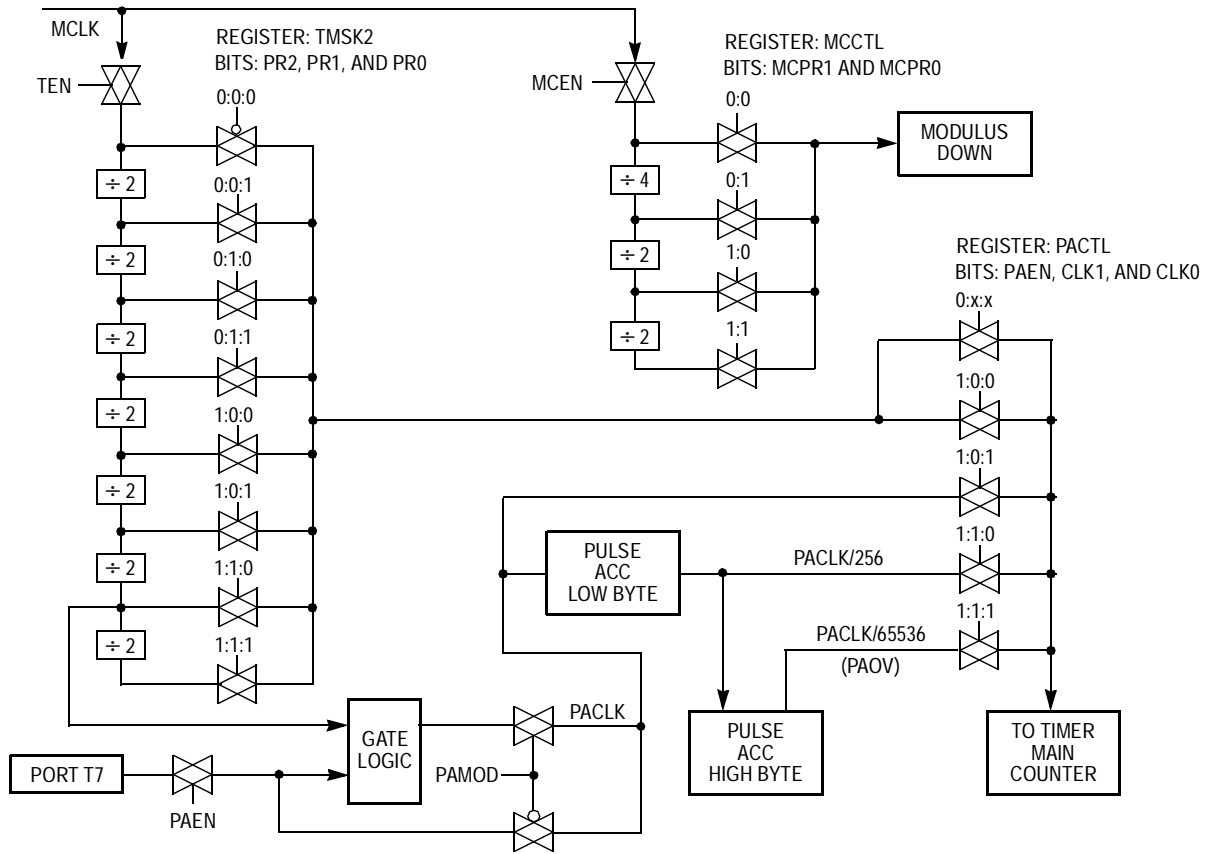 MCLK
REGISTER: TMSK2
BITS: PR2, PR1, AND PR0
REGISTER: MCCTL
BITS: MCPR1 AND MCPR0
TEN
MCEN
0:0:0
0:0
MODULUS
DOWN
÷ 2
0:0:1
÷ 4
0:1
÷ 2
0:1:0
÷ 2
1:0
REGISTER: PACTL
BITS: PAEN, CLK1, AND CLK0
0:x:x
÷ 2
0:1:1
÷ 2
1:1
÷ 2
1:0:0
1:0:0
÷ 2
1:0:1
1:0:1
÷ 2
1:1:0
PULSE
ACC
LOW BYTE
PACLK/256
1:1:0
÷ 2
1:1:1
PACLK/65536
(PAOV)
1:1:1
GATE
LOGIC
PACLK
PULSE
ACC
HIGH BYTE
TO TIMER
MAIN
COUNTER
PORT T7
PAEN
PAMOD